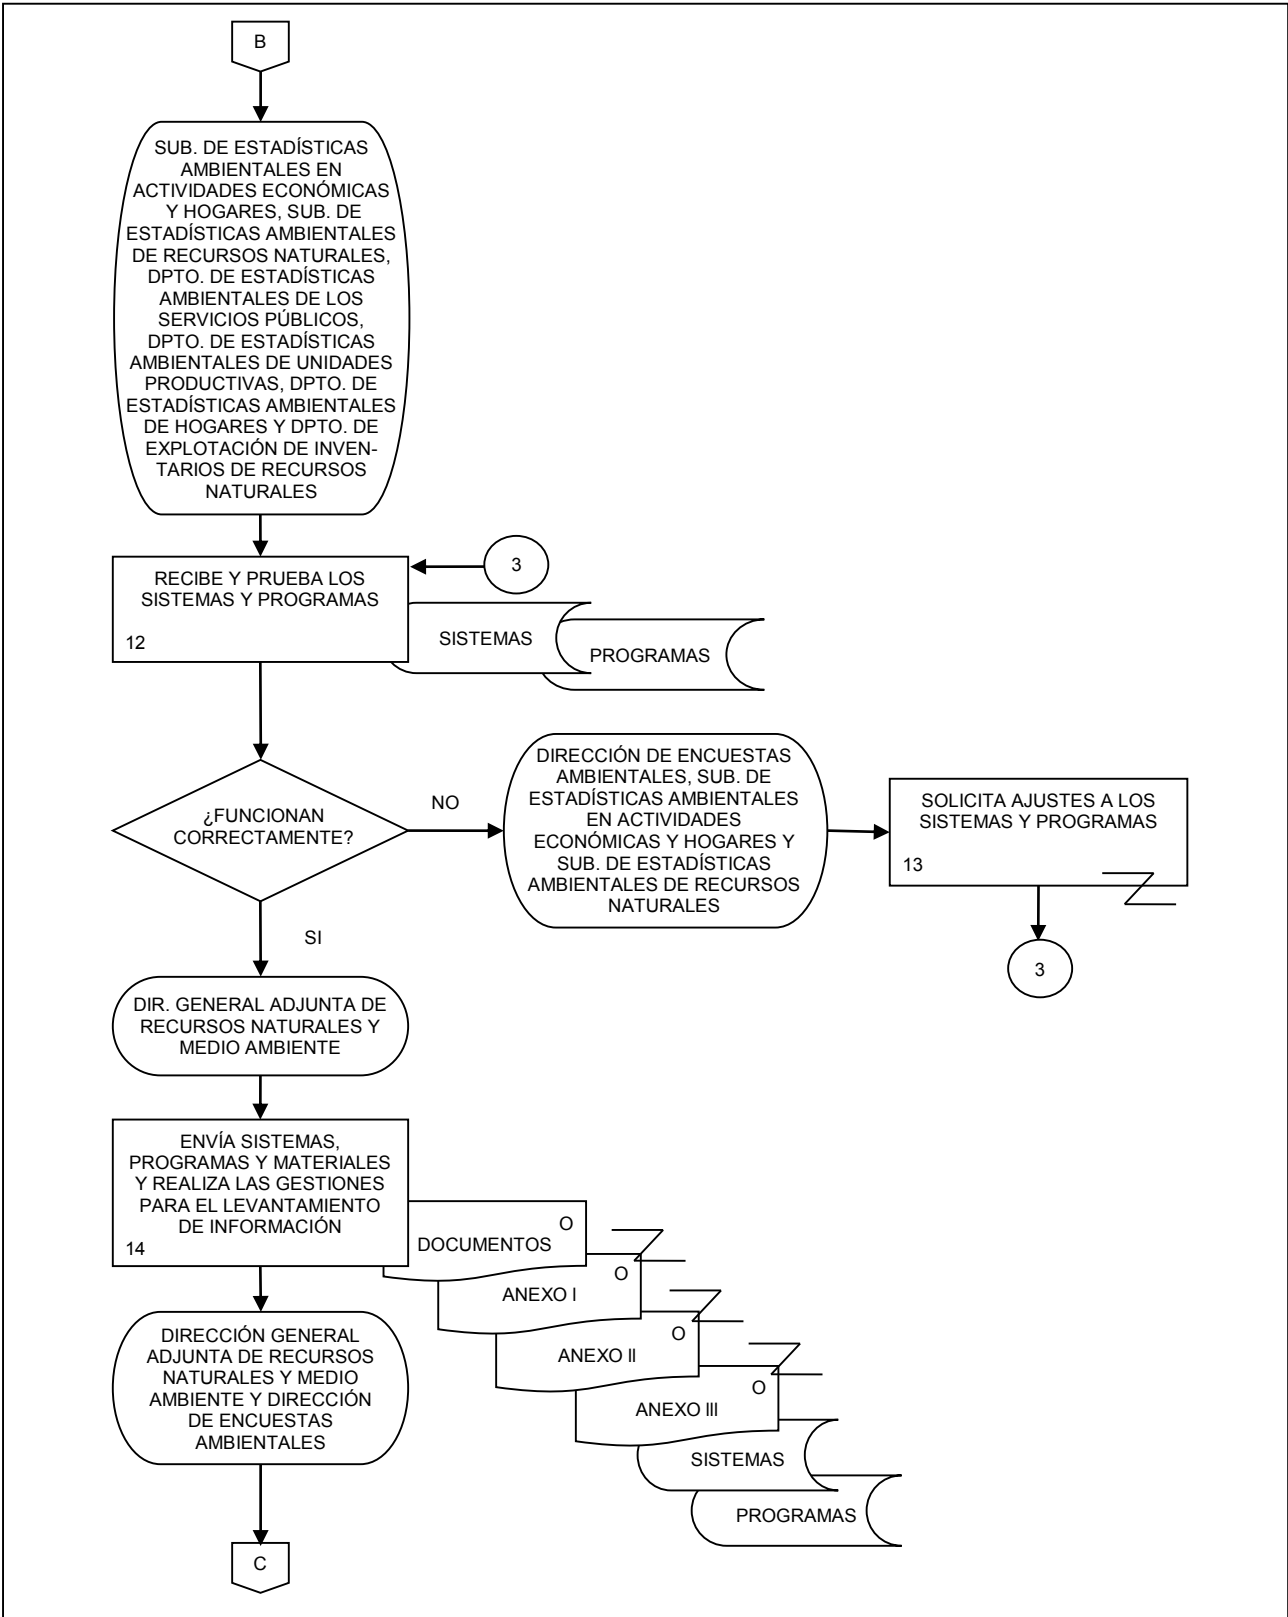 B
SUB. DE ESTADÍSTICAS
AMBIENTALES EN
ACTIVIDADES ECONÓMICAS
Y HOGARES, SUB. DE
ESTADÍSTICAS AMBIENTALES
DE RECURSOS NATURALES,
DPTO. DE ESTADÍSTICAS
AMBIENTALES DE LOS
SERVICIOS PÚBLICOS,
DPTO. DE ESTADÍSTICAS
AMBIENTALES DE UNIDADES
PRODUCTIVAS, DPTO. DE
ESTADÍSTICAS AMBIENTALES
DE HOGARES Y DPTO. DE
EXPLOTACIÓN DE INVEN-
TARIOS DE RECURSOS
NATURALES
RECIBE Y PRUEBA LOS
SISTEMAS Y PROGRAMAS
12
3
SISTEMAS
PROGRAMAS
¿FUNCIONAN
CORRECTAMENTE?
NO
DIRECCIÓN DE ENCUESTAS
AMBIENTALES, SUB. DE
ESTADÍSTICAS AMBIENTALES
EN ACTIVIDADES
ECONÓMICAS Y HOGARES Y
SUB. DE ESTADÍSTICAS
AMBIENTALES DE RECURSOS
NATURALES
SOLICITA AJUSTES A LOS
SISTEMAS Y PROGRAMAS
13
3
SI
DIR. GENERAL ADJUNTA DE
RECURSOS NATURALES Y
MEDIO AMBIENTE
ENVÍA SISTEMAS,
PROGRAMAS Y MATERIALES
Y REALIZA LAS GESTIONES
PARA EL LEVANTAMIENTO
DE INFORMACIÓN
14
O
DOCUMENTOS
O
ANEXO I
O
ANEXO II
O
ANEXO III
SISTEMAS
PROGRAMAS
DIRECCIÓN GENERAL
ADJUNTA DE RECURSOS
NATURALES Y MEDIO
AMBIENTE Y DIRECCIÓN
DE ENCUESTAS
AMBIENTALES
C